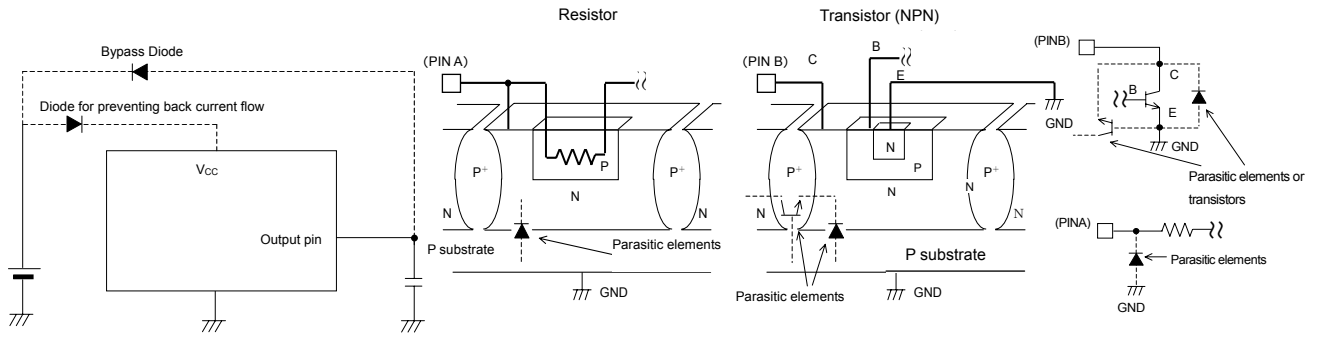 Bypass Diode
Diode for preventing back current flow
VCC
Output pin
Resistor
(PIN A)
P
N
P+
P+
N
N
P substrate
Parasitic elements
GND
Transistor (NPN)
(PIN B)
C
B
E
GND
N
P
N
P+
N
P+
N
N
P substrate
Parasitic elements
GND
(PINB)
C
B
E
GND
Parasitic elements or
transistors
(PINA)
Parasitic elements
GND